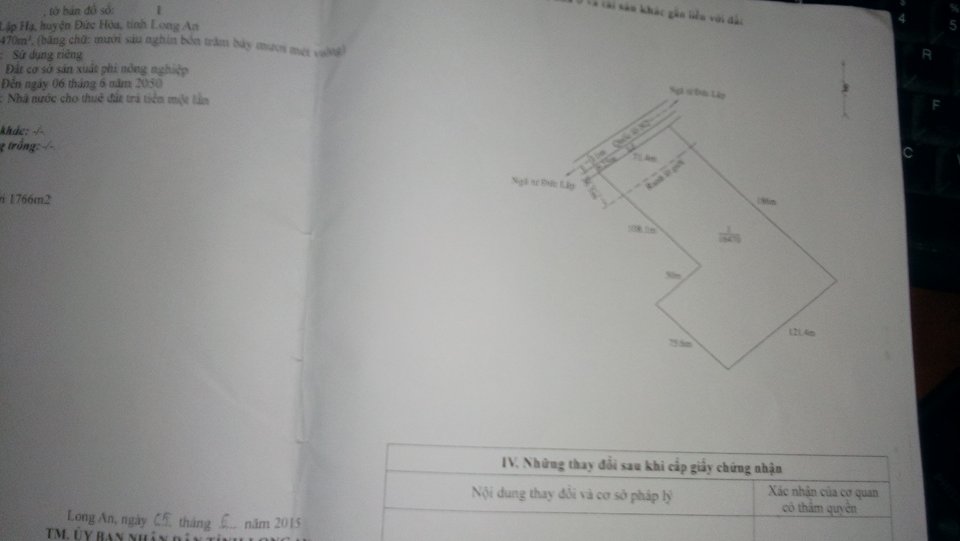 , tờ bản đồ số: 1
Lập Hạ, huyện Đức Hòa, tỉnh Long An
470m², (bằng chữ: mười sáu nghìn bốn trăm bảy mươi mét vuông)
: Sử dụng riêng
Đất cơ sở sản xuất phi nông nghiệp
Đến ngày 06 tháng 6 năm 2050
: Nhà nước cho thuê đất trả tiền một lần
khác: -/-
trồng: -/-
1766m2
Long An, ngày 05 tháng 6 năm 2015
TM. ỦY BAN NHÂN DÂN TỈNH LONG AN
và tài sản khác gắn liền với đất
Ngã tư Đức Lập
Quốc lộ N2
71.4m
Ngã tư Đức Lập
Ranh lộ giới
186m
108.1m
1
16470
50m
121.4m
75.6m
IV. Những thay đổi sau khi cấp giấy chứng nhận
Nội dung thay đổi và cơ sở pháp lý
Xác nhận của cơ quan
có thẩm quyền
4
5
R
F
C